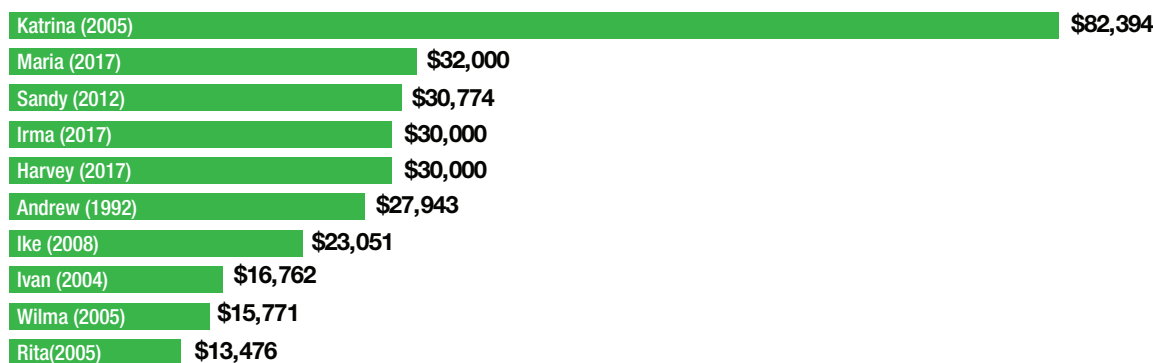 Katrina (2005) $82,394
Maria (2017) $32,000
Sandy (2012) $30,774
Irma (2017) $30,000
Harvey (2017) $30,000
Andrew (1992) $27,943
Ike (2008) $23,051
Ivan (2004) $16,762
Wilma (2005) $15,771
Rita(2005) $13,476